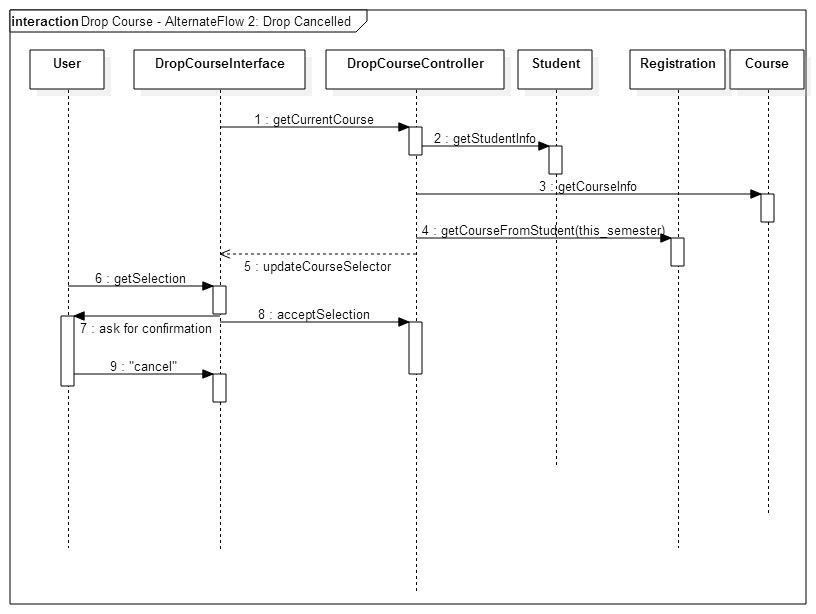 interaction Drop Course - AlternateFlow 2: Drop Cancelled
User DropCourseInterface DropCourseController Student Registration Course
1 : getCurrentCourse
2 : getStudentInfo
3 : getCourseInfo
4 : getCourseFromStudent(this_semester)
5 : updateCourseSelector
6 : getSelection
8 : acceptSelection
7 : ask for confirmation
9 : "cancel"